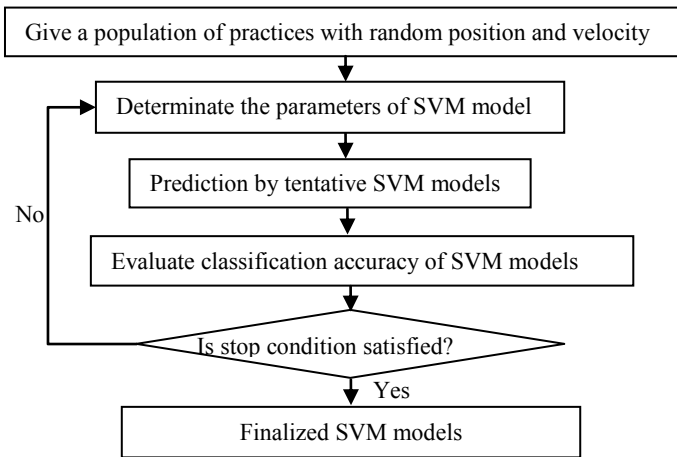 Give a population of practices with random position and velocity
Determinate the parameters of SVM model
Prediction by tentative SVM models
No
Evaluate classification accuracy of SVM models
Is stop condition satisfied?
Yes
Finalized SVM models